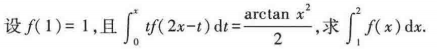 设 f(1)=1,且∫₀ˣ tf(2x-t)dt=(arctan x²)/2,求∫₁² f(x)dx.